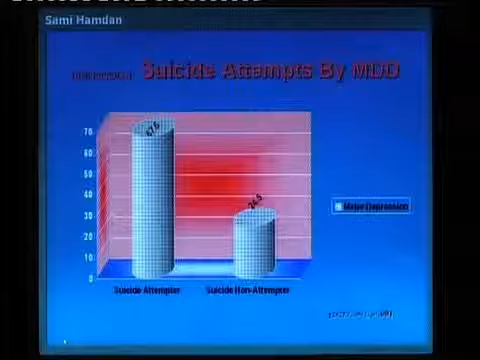 Sami Hamdan
Suicide Attempts By MDD
70
60
50
40
30
20
10
0
Major Depression
Suicide Attempter
Suicide Non-Attempter